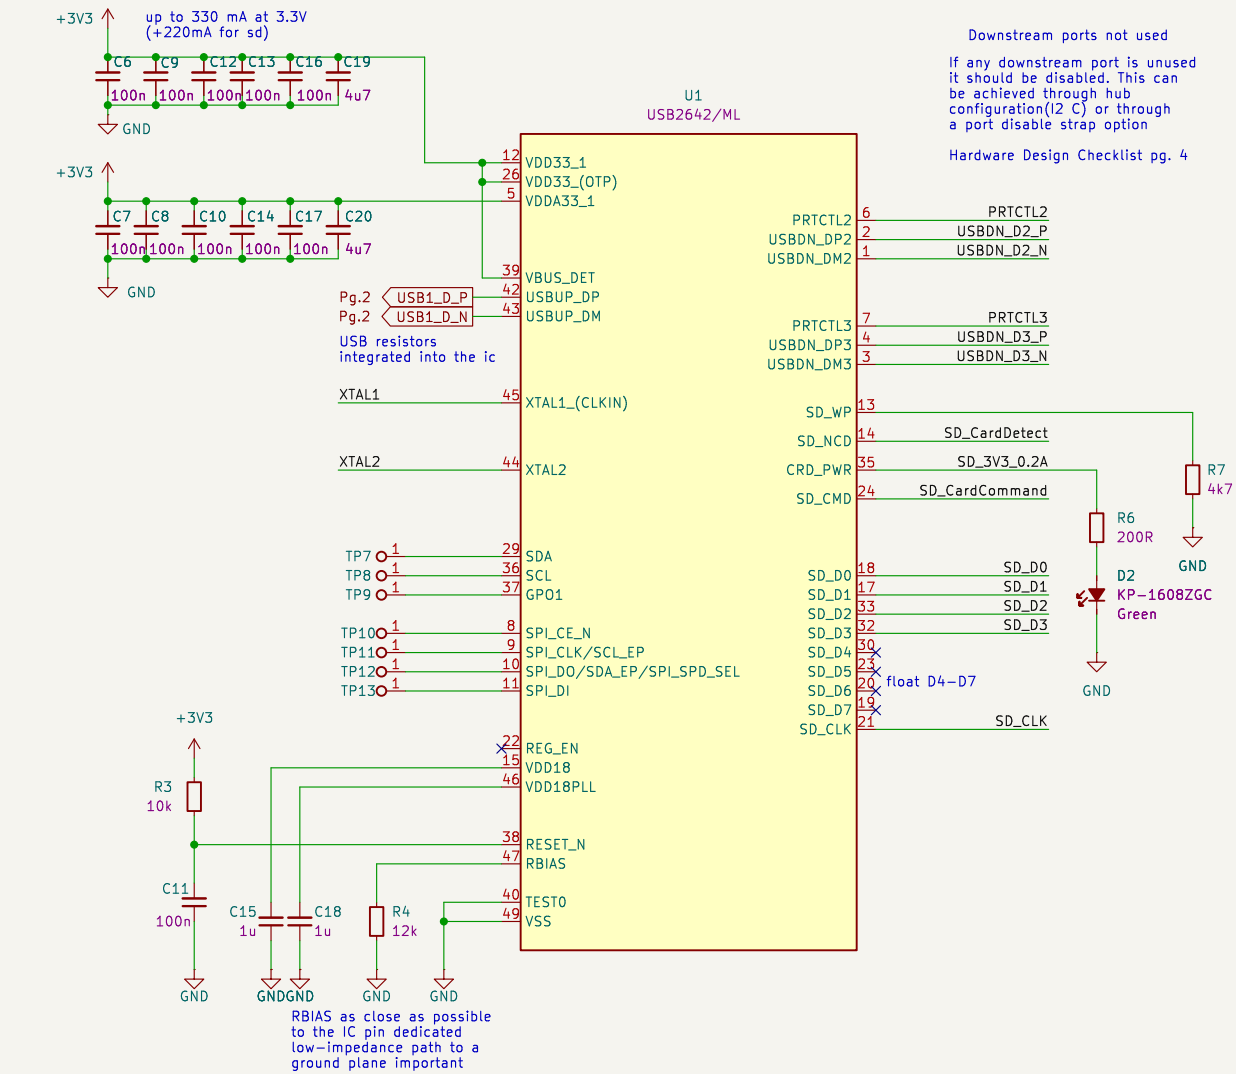 +3V3
up to 330 mA at 3.3V
(+220mA for sd)
C6 C9 C12 C13 C16 C19
100n 100n 100n 100n 100n 4u7
GND
+3V3
C7 C8 C10 C14 C17 C20
100n 100n 100n 100n 100n 4u7
GND
Downstream ports not used
If any downstream port is unused
it should be disabled. This can
be achieved through hub
configuration(I2 C) or through
a port disable strap option
Hardware Design Checklist pg. 4
U1
USB2642/ML
12 VDD33_1
26 VDD33_(OTP)
5 VDDA33_1
39 VBUS_DET
Pg.2 USB1_D_P 42 USBUP_DP
Pg.2 USB1_D_N 43 USBUP_DM
USB resistors
integrated into the ic
XTAL1 45 XTAL1_(CLKIN)
XTAL2 44 XTAL2
TP7 1 29 SDA
TP8 1 36 SCL
TP9 1 37 GPO1
TP10 1 8 SPI_CE_N
TP11 1 9 SPI_CLK/SCL_EP
TP12 1 10 SPI_DO/SDA_EP/SPI_SPD_SEL
TP13 1 11 SPI_DI
22 REG_EN
15 VDD18
46 VDD18PLL
38 RESET_N
47 RBIAS
40 TEST0
49 VSS
PRTCTL2 6 PRTCTL2
USBDN_DP2 2 USBDN_D2_P
USBDN_DM2 1 USBDN_D2_N
PRTCTL3 7 PRTCTL3
USBDN_DP3 4 USBDN_D3_P
USBDN_DM3 3 USBDN_D3_N
SD_WP 13
SD_NCD 14 SD_CardDetect
CRD_PWR 35 SD_3V3_0.2A
SD_CMD 24 SD_CardCommand
SD_D0 18 SD_D0
SD_D1 17 SD_D1
SD_D2 33 SD_D2
SD_D3 32 SD_D3
SD_D4 30
SD_D5 23
SD_D6 20
SD_D7 19
float D4-D7
SD_CLK 21 SD_CLK
R7
4k7
GND
R6
200R
D2
KP-1608ZGC
Green
GND
+3V3
R3
10k
C11
100n
GND
C15
1u
GND
C18
1u
GND
R4
12k
GND
GND
RBIAS as close as possible
to the IC pin dedicated
low-impedance path to a
ground plane important